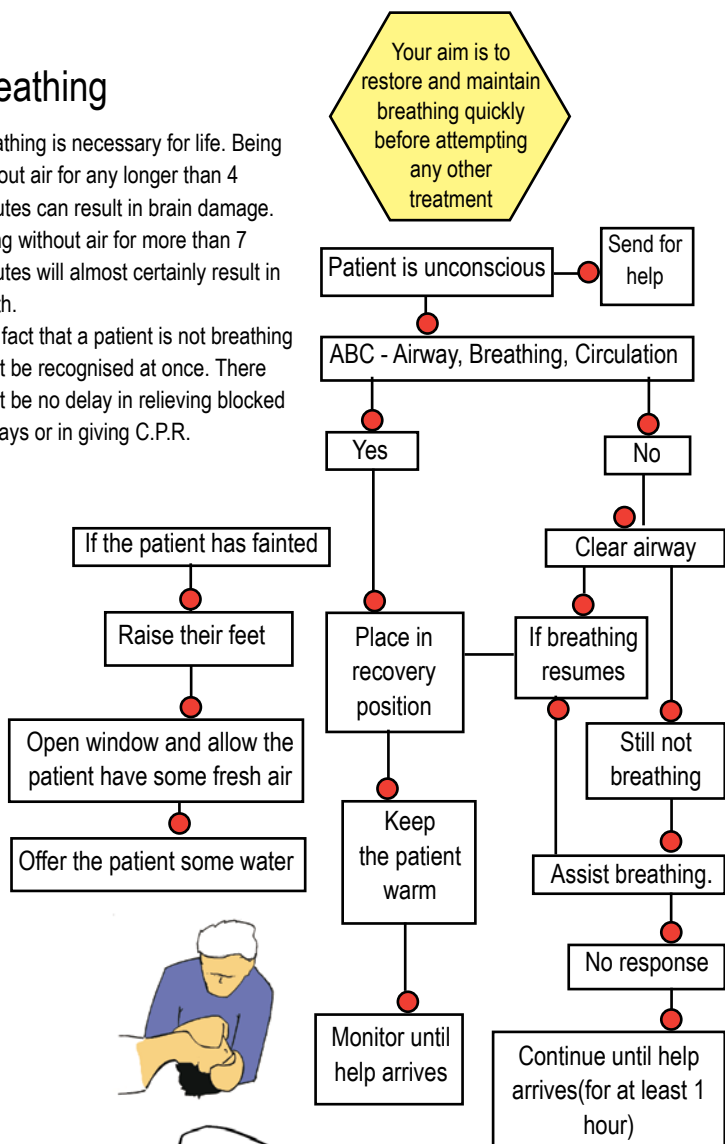 eathing
athing is necessary for life. Being
out air for any longer than 4
utes can result in brain damage.
ng without air for more than 7
utes will almost certainly result in
th.
fact that a patient is not breathing
t be recognised at once. There
t be no delay in relieving blocked
ays or in giving C.P.R.
Your aim is to
restore and maintain
breathing quickly
before attempting
any other
treatment
Patient is unconscious
Send for
help
ABC - Airway, Breathing, Circulation
Yes
No
If the patient has fainted
Raise their feet
Open window and allow the
patient have some fresh air
Offer the patient some water
Place in
recovery
position
Keep
the patient
warm
Monitor until
help arrives
Clear airway
If breathing
resumes
Still not
breathing
Assist breathing.
No response
Continue until help
arrives(for at least 1
hour)